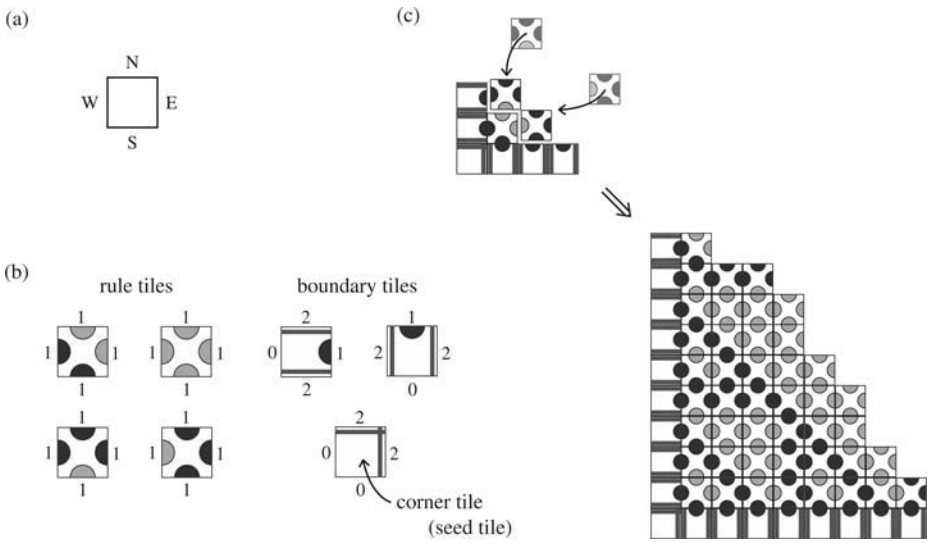 (a)
N
W E
S
(b)
rule tiles
1 1
1 1 1 1
1 1
1 1
1 1 1 1
1 1
boundary tiles
2 1
0 1 2 2
2 0
2
0 2
0
corner tile
(seed tile)
(c)